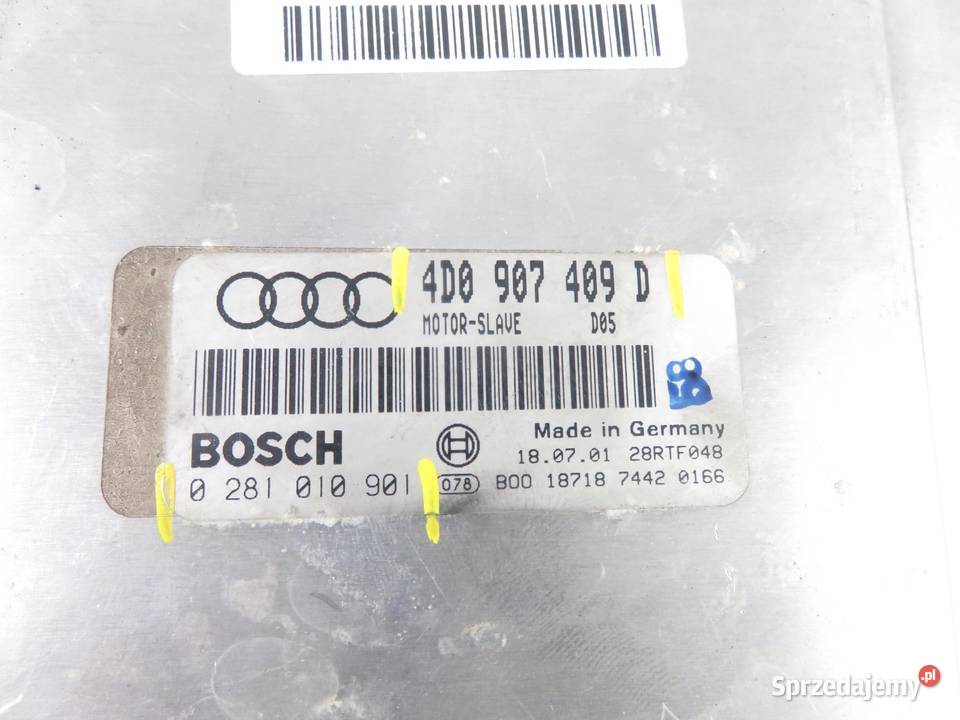 4D0 907 409 D
MOTOR-SLAVE D05
BOSCH
Made in Germany
18.07.01 28RTF048
0 281 010 901 078 B00 18718 7442 0166
Sprzedajemy.pl